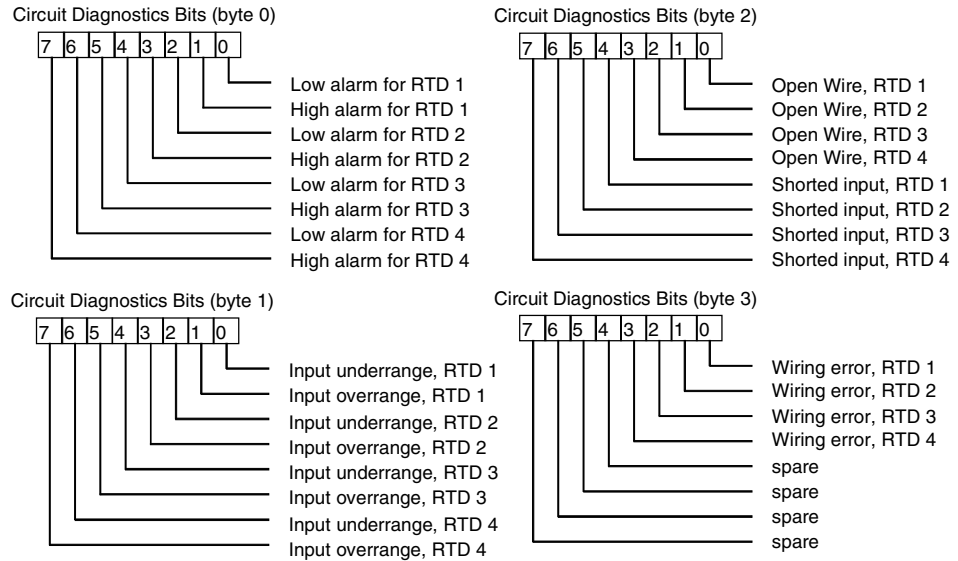 Circuit Diagnostics Bits (byte 0)
7 6 5 4 3 2 1 0
Low alarm for RTD 1
High alarm for RTD 1
Low alarm for RTD 2
High alarm for RTD 2
Low alarm for RTD 3
High alarm for RTD 3
Low alarm for RTD 4
High alarm for RTD 4
Circuit Diagnostics Bits (byte 1)
7 6 5 4 3 2 1 0
Input underrange, RTD 1
Input overrange, RTD 1
Input underrange, RTD 2
Input overrange, RTD 2
Input underrange, RTD 3
Input overrange, RTD 3
Input underrange, RTD 4
Input overrange, RTD 4
Circuit Diagnostics Bits (byte 2)
7 6 5 4 3 2 1 0
Open Wire, RTD 1
Open Wire, RTD 2
Open Wire, RTD 3
Open Wire, RTD 4
Shorted input, RTD 1
Shorted input, RTD 2
Shorted input, RTD 3
Shorted input, RTD 4
Circuit Diagnostics Bits (byte 3)
7 6 5 4 3 2 1 0
Wiring error, RTD 1
Wiring error, RTD 2
Wiring error, RTD 3
Wiring error, RTD 4
spare
spare
spare
spare